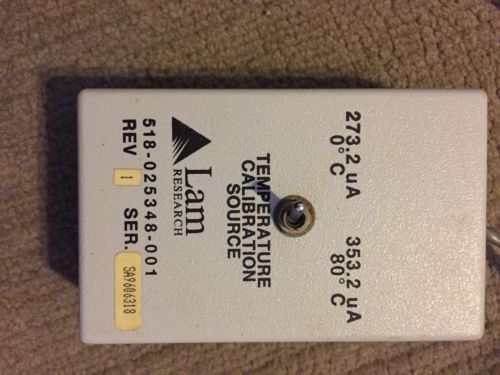 273.2 uA 353.2 uA
0° C 80° C
TEMPERATURE
CALIBRATION
SOURCE
Lam
RESEARCH
518-025348-001
REV 1 SER. SA9606318